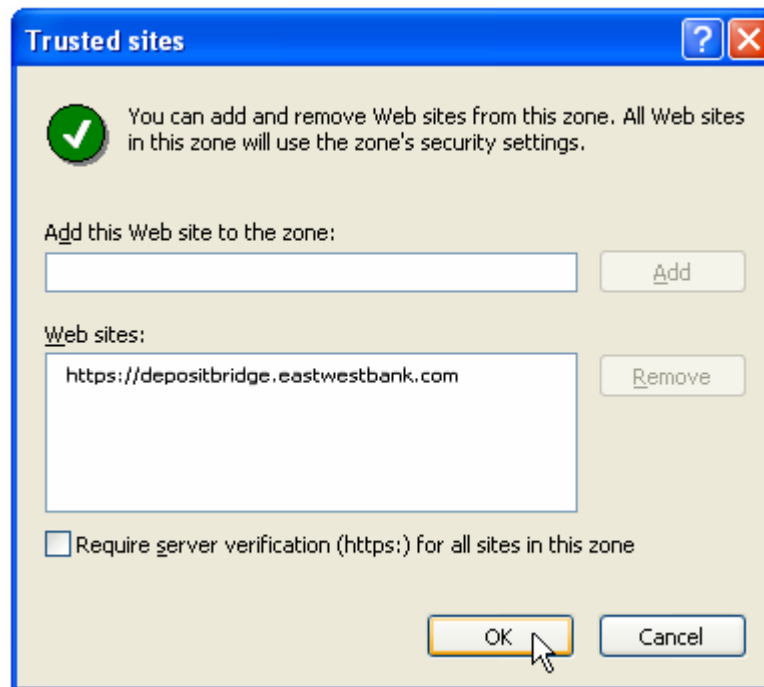 Trusted sites
You can add and remove Web sites from this zone. All Web sites
in this zone will use the zone's security settings.
Add this Web site to the zone:
Add
Web sites:
https://depositbridge.eastwestbank.com
Remove
Require server verification (https:) for all sites in this zone
OK
Cancel